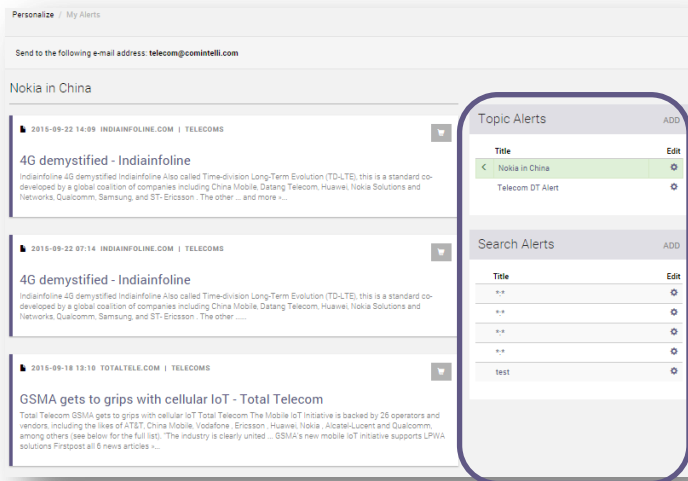 Personalize / My Alerts
Send to the following e-mail address: telecom@comintelli.com
Nokia in China
2015-09-22 14:09 INDIAINFOLINE.COM | TELECOMS
4G demystified - Indiainfoline
Indiainfoline 4G demystified Indiainfoline Also called Time-division Long-Term Evolution (TD-LTE), this is a standard co-
developed by a global coalition of companies including China Mobile, Datang Telecom, Huawei, Nokia Solutions and
Networks, Qualcomm, Samsung, and ST- Ericsson . The other ... and more »...
2015-09-22 07:14 INDIAINFOLINE.COM | TELECOMS
4G demystified - Indiainfoline
Indiainfoline 4G demystified Indiainfoline Also called Time-division Long-Term Evolution (TD-LTE), this is a standard co-
developed by a global coalition of companies including China Mobile, Datang Telecom, Huawei, Nokia Solutions and
Networks, Qualcomm, Samsung, and ST- Ericsson . The other ......
2015-09-18 13:10 TOTALTELE.COM | TELECOMS
GSMA gets to grips with cellular IoT - Total Telecom
Total Telecom GSMA gets to grips with cellular IoT Total Telecom The Mobile IoT Initiative is backed by 26 operators and
vendors, including the likes of AT&T, China Mobile, Vodafone , Ericsson , Huawei, Nokia , Alcatel-Lucent and Qualcomm,
among others (see below for the full list). "The industry is clearly united ... GSMA's new mobile IoT initiative supports LPWA
solutions Firstpost all 6 news articles »...
Topic Alerts ADD
Title Edit
< Nokia in China
Telecom DT Alert
Search Alerts ADD
Title Edit
*:*
*:*
*:*
*:*
test